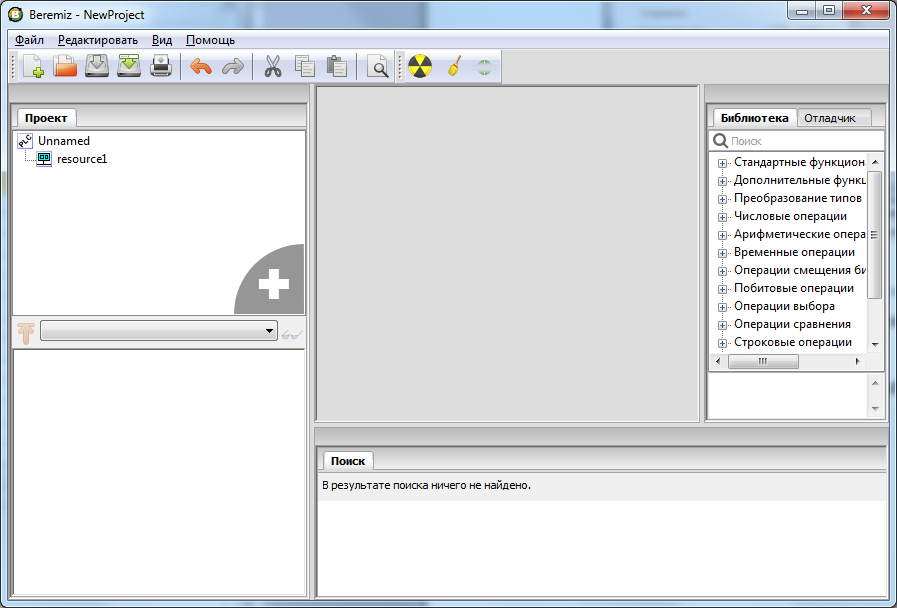 Beremiz - NewProject
Файл Редактировать Вид Помощь
Проект
Unnamed
resource1
Библиотека Отладчик
Поиск
Стандартные функцион
Дополнительные функц
Преобразование типов
Числовые операции
Арифметические опера
Временные операции
Операции смещения би
Побитовые операции
Операции выбора
Операции сравнения
Строковые операции
Поиск
В результате поиска ничего не найдено.